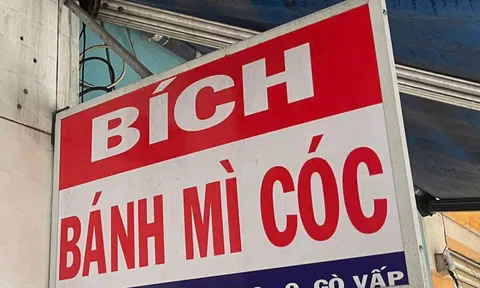 BÍCH
BÁNH MÌ CÓC
GÒ VẤP